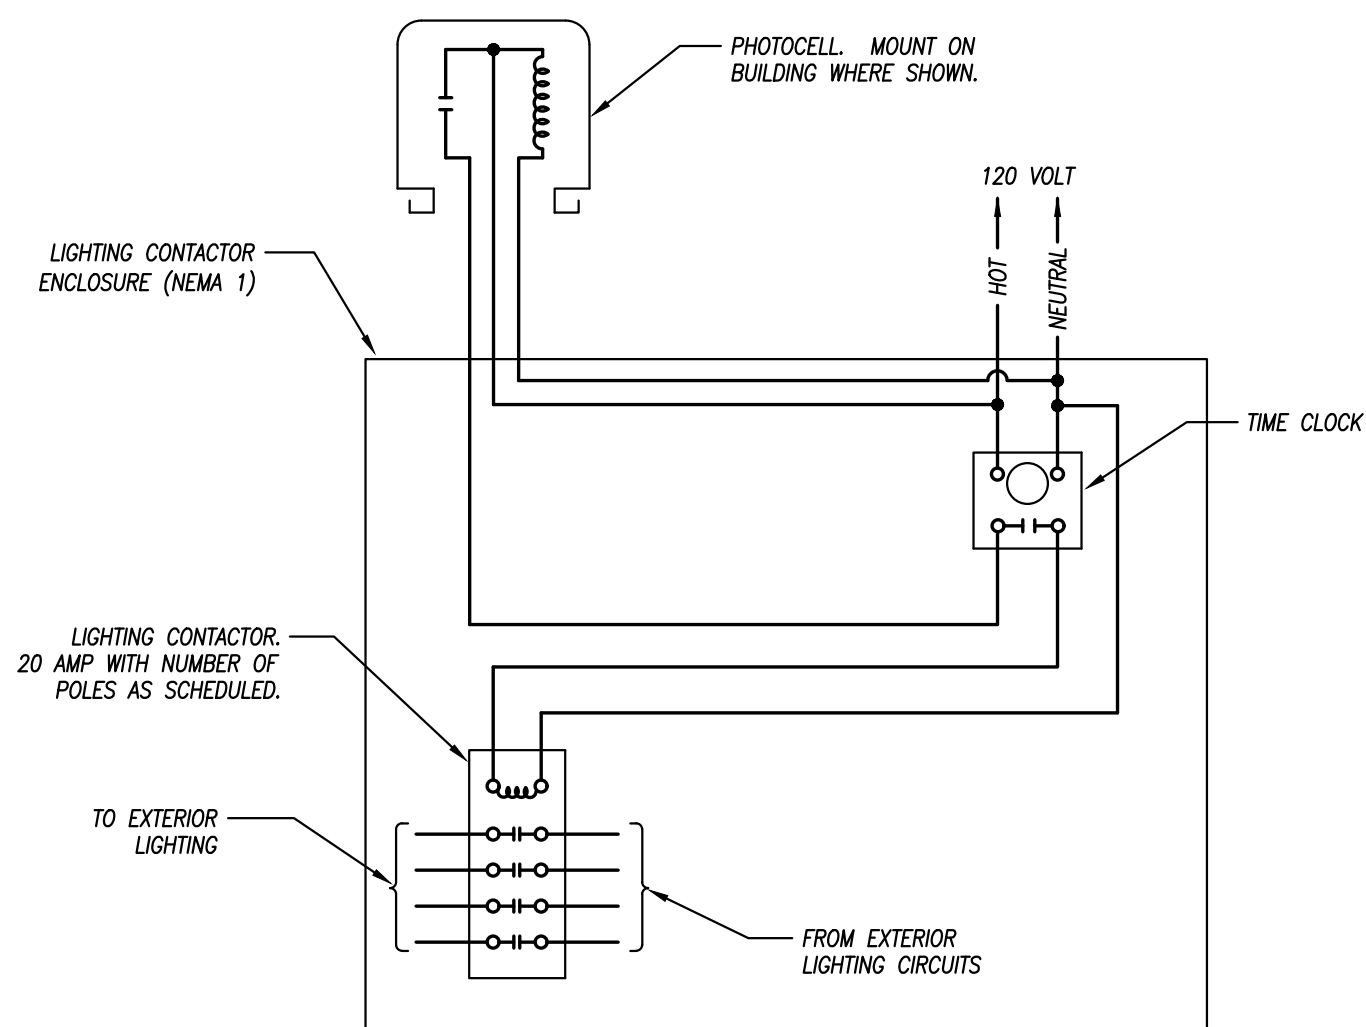 PHOTOCELL. MOUNT ON
BUILDING WHERE SHOWN.
120 VOLT
HOT
NEUTRAL
LIGHTING CONTACTOR
ENCLOSURE (NEMA 1)
TIME CLOCK
LIGHTING CONTACTOR.
20 AMP WITH NUMBER OF
POLES AS SCHEDULED.
TO EXTERIOR
LIGHTING
FROM EXTERIOR
LIGHTING CIRCUITS